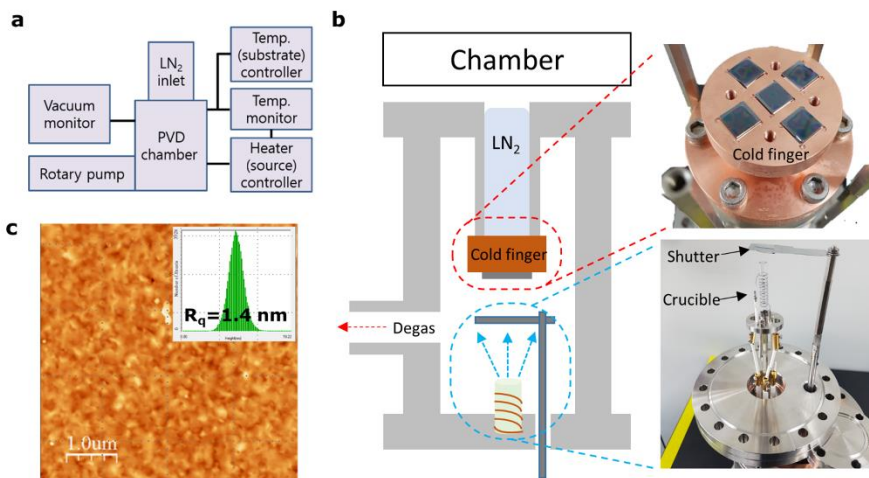 a
LN2
inlet
Temp.
(substrate)
controller
Vacuum
monitor
PVD
chamber
Temp.
monitor
Rotary pump
Heater
(source)
controller
b
Chamber
LN2
Cold finger
Degas
Cold finger
Shutter
Crucible
c
Rq=1.4 nm
1.0um